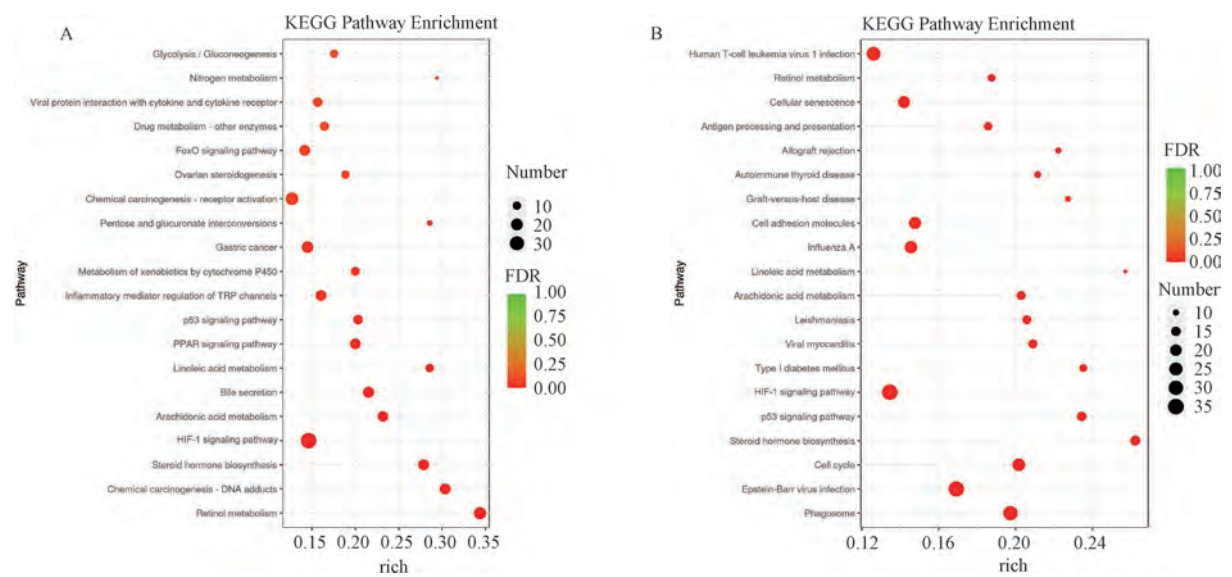 A
KEGG Pathway Enrichment
Pathway
Glycolysis / Gluconeogenesis
Nitrogen metabolism
Viral protein interaction with cytokine and cytokine receptor
Drug metabolism - other enzymes
FoxO signaling pathway
Ovarian steroidogenesis
Chemical carcinogenesis - receptor activation
Pentose and glucuronate interconversions
Gastric cancer
Metabolism of xenobiotics by cytochrome P450
Inflammatory mediator regulation of TRP channels
p53 signaling pathway
PPAR signaling pathway
Linoleic acid metabolism
Bile secretion
Arachidonic acid metabolism
HIF-1 signaling pathway
Steroid hormone biosynthesis
Chemical carcinogenesis - DNA adducts
Retinol metabolism
0.15 0.20 0.25 0.30 0.35
rich
Number
10
20
30
FDR
1.00
0.75
0.50
0.25
0.00
B
KEGG Pathway Enrichment
Pathway
Human T-cell leukemia virus 1 infection
Retinol metabolism
Cellular senescence
Antigen processing and presentation
Allograft rejection
Autoimmune thyroid disease
Graft-versus-host disease
Cell adhesion molecules
Influenza A
Linoleic acid metabolism
Arachidonic acid metabolism
Leishmaniasis
Viral myocarditis
Type I diabetes mellitus
HIF-1 signaling pathway
p53 signaling pathway
Steroid hormone biosynthesis
Cell cycle
Epstein-Barr virus infection
Phagosome
0.12 0.16 0.20 0.24
rich
FDR
1.00
0.75
0.50
0.25
0.00
Number
10
15
20
25
30
35